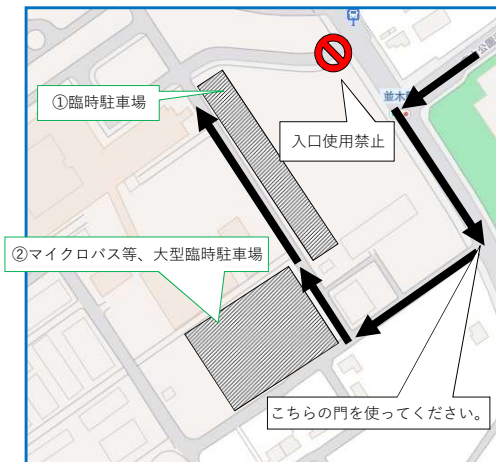 公園
並木
①臨時駐車場
入口使用禁止
②マイクロバス等、大型臨時駐車場
こちらの門を使ってください。